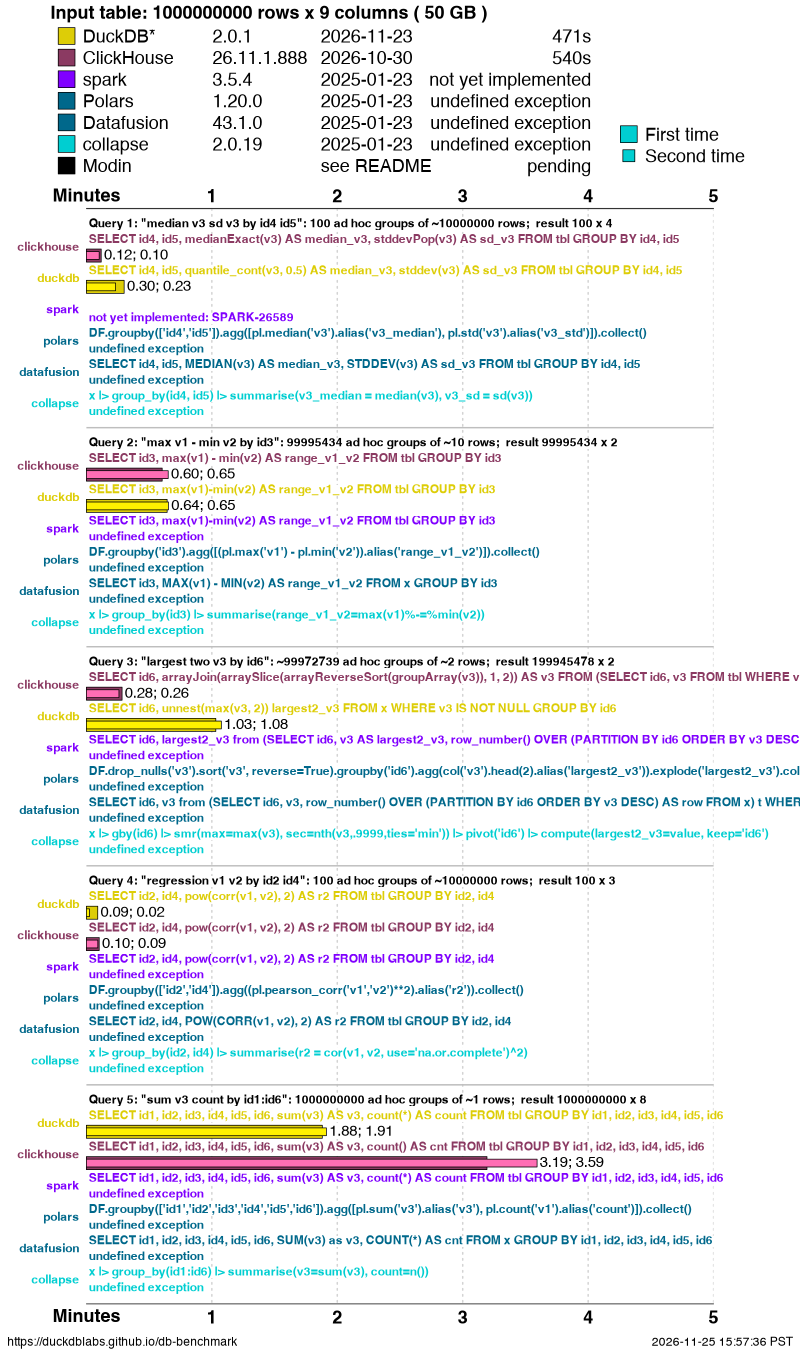 Input table: 1000000000 rows x 9 columns ( 50 GB )
DuckDB* 2.0.1 2026-11-23 471s
ClickHouse 26.11.1.888 2026-10-30 540s
spark 3.5.4 2025-01-23 not yet implemented
Polars 1.20.0 2025-01-23 undefined exception
Datafusion 43.1.0 2025-01-23 undefined exception
collapse 2.0.19 2025-01-23 undefined exception
Modin see README pending
First time
Second time
Minutes 1 2 3 4 5
Query 1: "median v3 sd v3 by id4 id5": 100 ad hoc groups of ~10000000 rows; result 100 x 4
SELECT id4, id5, medianExact(v3) AS median_v3, stddevPop(v3) AS sd_v3 FROM tbl GROUP BY id4, id5
clickhouse
0.12; 0.10
SELECT id4, id5, quantile_cont(v3, 0.5) AS median_v3, stddev(v3) AS sd_v3 FROM tbl GROUP BY id4, id5
duckdb
0.30; 0.23
spark
not yet implemented: SPARK-26589
DF.groupby(['id4','id5']).agg([pl.median('v3').alias('v3_median'), pl.std('v3').alias('v3_std')]).collect()
polars
undefined exception
SELECT id4, id5, MEDIAN(v3) AS median_v3, STDDEV(v3) AS sd_v3 FROM tbl GROUP BY id4, id5
datafusion
undefined exception
x |> group_by(id4, id5) |> summarise(v3_median = median(v3), v3_sd = sd(v3))
collapse
undefined exception
Query 2: "max v1 - min v2 by id3": 99995434 ad hoc groups of ~10 rows; result 99995434 x 2
SELECT id3, max(v1) - min(v2) AS range_v1_v2 FROM tbl GROUP BY id3
clickhouse
0.60; 0.65
SELECT id3, max(v1)-min(v2) AS range_v1_v2 FROM tbl GROUP BY id3
duckdb
0.64; 0.65
SELECT id3, max(v1)-min(v2) AS range_v1_v2 FROM tbl GROUP BY id3
spark
undefined exception
DF.groupby('id3').agg([(pl.max('v1') - pl.min('v2')).alias('range_v1_v2')]).collect()
polars
undefined exception
SELECT id3, MAX(v1) - MIN(v2) AS range_v1_v2 FROM x GROUP BY id3
datafusion
undefined exception
x |> group_by(id3) |> summarise(range_v1_v2=max(v1)%-=%min(v2))
collapse
undefined exception
Query 3: "largest two v3 by id6": ~99972739 ad hoc groups of ~2 rows; result 199945478 x 2
SELECT id6, arrayJoin(arraySlice(arrayReverseSort(groupArray(v3)), 1, 2)) AS v3 FROM (SELECT id6, v3 FROM tbl WHERE v
clickhouse
0.28; 0.26
SELECT id6, unnest(max(v3, 2)) largest2_v3 FROM x WHERE v3 IS NOT NULL GROUP BY id6
duckdb
1.03; 1.08
SELECT id6, largest2_v3 from (SELECT id6, v3 AS largest2_v3, row_number() OVER (PARTITION BY id6 ORDER BY v3 DESC
spark
undefined exception
DF.drop_nulls('v3').sort('v3', reverse=True).groupby('id6').agg(col('v3').head(2).alias('largest2_v3')).explode('largest2_v3').col
polars
undefined exception
SELECT id6, v3 from (SELECT id6, v3, row_number() OVER (PARTITION BY id6 ORDER BY v3 DESC) AS row FROM x) t WHER
datafusion
undefined exception
x |> gby(id6) |> smr(max=max(v3), sec=nth(v3,.9999,ties='min')) |> pivot('id6') |> compute(largest2_v3=value, keep='id6')
collapse
undefined exception
Query 4: "regression v1 v2 by id2 id4": 100 ad hoc groups of ~10000000 rows; result 100 x 3
SELECT id2, id4, pow(corr(v1, v2), 2) AS r2 FROM tbl GROUP BY id2, id4
duckdb
0.09; 0.02
SELECT id2, id4, pow(corr(v1, v2), 2) AS r2 FROM tbl GROUP BY id2, id4
clickhouse
0.10; 0.09
SELECT id2, id4, pow(corr(v1, v2), 2) AS r2 FROM tbl GROUP BY id2, id4
spark
undefined exception
DF.groupby(['id2','id4']).agg((pl.pearson_corr('v1','v2')**2).alias('r2')).collect()
polars
undefined exception
SELECT id2, id4, POW(CORR(v1, v2), 2) AS r2 FROM tbl GROUP BY id2, id4
datafusion
undefined exception
x |> group_by(id2, id4) |> summarise(r2 = cor(v1, v2, use='na.or.complete')^2)
collapse
undefined exception
Query 5: "sum v3 count by id1:id6": 1000000000 ad hoc groups of ~1 rows; result 1000000000 x 8
SELECT id1, id2, id3, id4, id5, id6, sum(v3) AS v3, count(*) AS count FROM tbl GROUP BY id1, id2, id3, id4, id5, id6
duckdb
1.88; 1.91
SELECT id1, id2, id3, id4, id5, id6, sum(v3) AS v3, count() AS cnt FROM tbl GROUP BY id1, id2, id3, id4, id5, id6
clickhouse
3.19; 3.59
SELECT id1, id2, id3, id4, id5, id6, sum(v3) AS v3, count(*) AS count FROM tbl GROUP BY id1, id2, id3, id4, id5, id6
spark
undefined exception
DF.groupby(['id1','id2','id3','id4','id5','id6']).agg([pl.sum('v3').alias('v3'), pl.count('v1').alias('count')]).collect()
polars
undefined exception
SELECT id1, id2, id3, id4, id5, id6, SUM(v3) as v3, COUNT(*) AS cnt FROM x GROUP BY id1, id2, id3, id4, id5, id6
datafusion
undefined exception
x |> group_by(id1:id6) |> summarise(v3=sum(v3), count=n())
collapse
undefined exception
Minutes 1 2 3 4 5
https://duckdblabs.github.io/db-benchmark 2026-11-25 15:57:36 PST